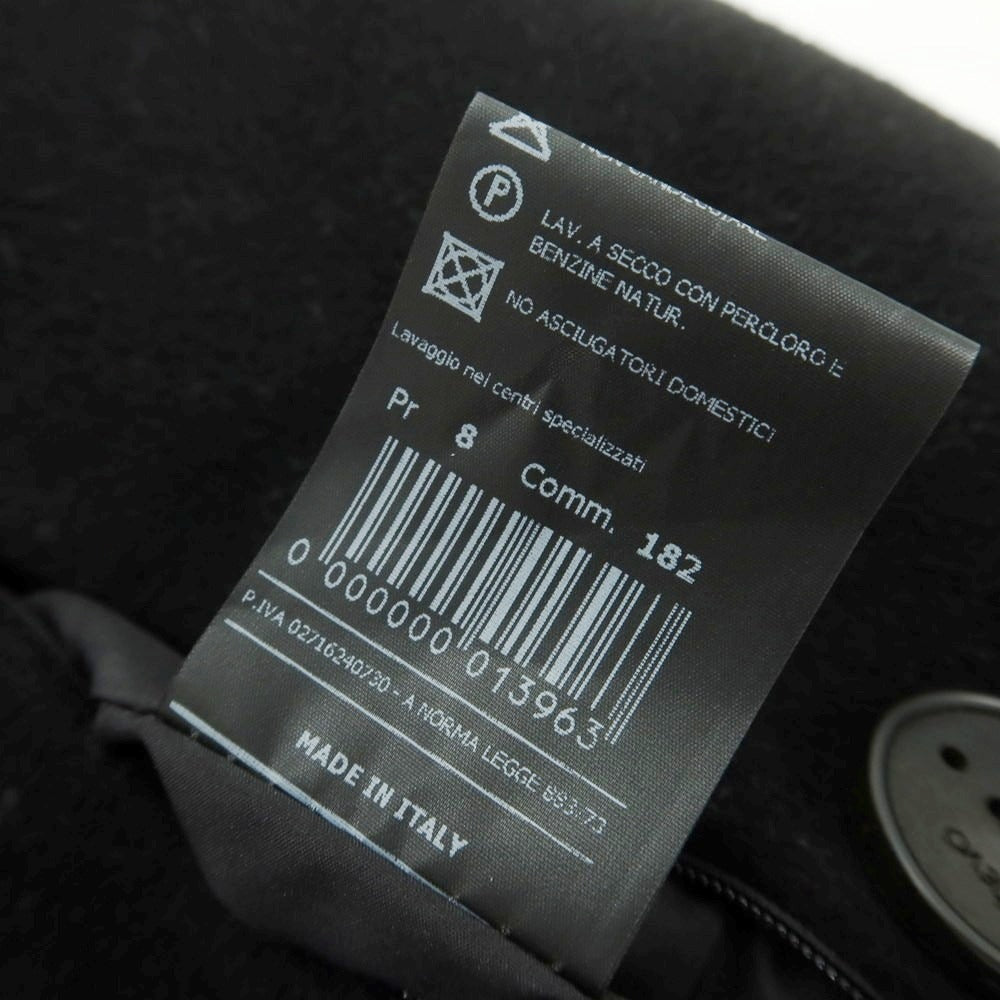 P
LAV. A SECCO CON PERCLORO E
BENZINE NATUR.
NO ASCIUGATORI DOMESTICI
Lavaggio nei centri specializzati
Pr 8 Comm. 182
0 000000 013963
P.IVA 02716240730 - A NORMA LEGGE 883:73
MADE IN ITALY